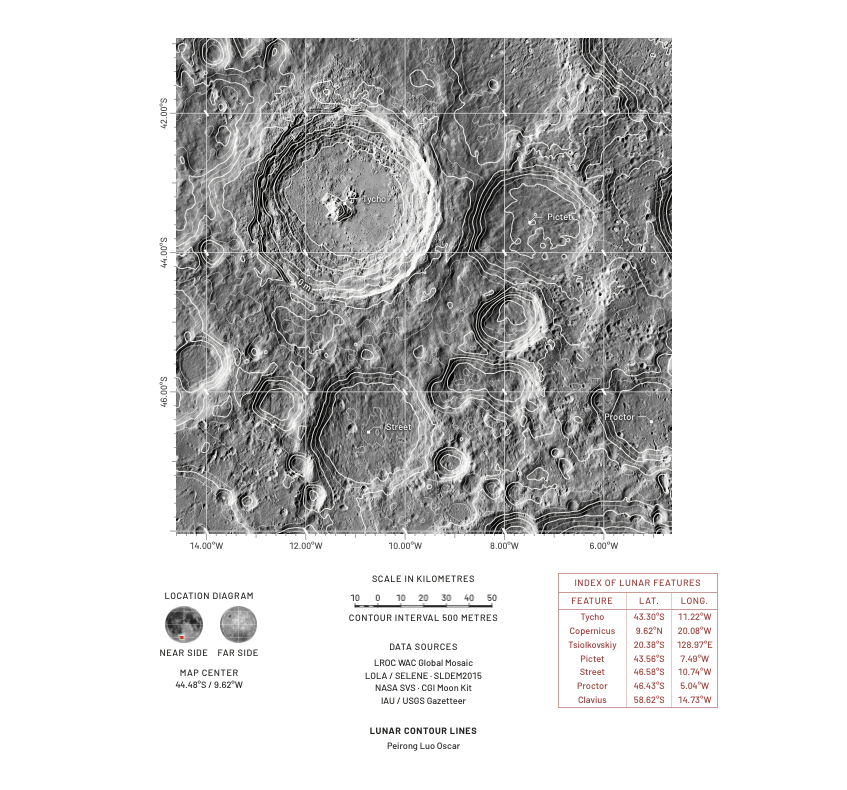 42.00°S
44.00°S
46.00°S
Tycho
Pictet
0 m
Street
Proctor
14.00°W 12.00°W 10.00°W 8.00°W 6.00°W
LOCATION DIAGRAM
NEAR SIDE FAR SIDE
MAP CENTER
44.48°S / 9.62°W
SCALE IN KILOMETRES
10 0 10 20 30 40 50
CONTOUR INTERVAL 500 METRES
DATA SOURCES
LROC WAC Global Mosaic
LOLA / SELENE · SLDEM2015
NASA SVS · CGI Moon Kit
IAU / USGS Gazetteer
LUNAR CONTOUR LINES
Peirong Luo Oscar
INDEX OF LUNAR FEATURES
FEATURE LAT. LONG.
Tycho 43.30°S 11.22°W
Copernicus 9.62°N 20.08°W
Tsiolkovskiy 20.38°S 128.97°E
Pictet 43.56°S 7.49°W
Street 46.58°S 10.74°W
Proctor 46.43°S 5.04°W
Clavius 58.62°S 14.73°W